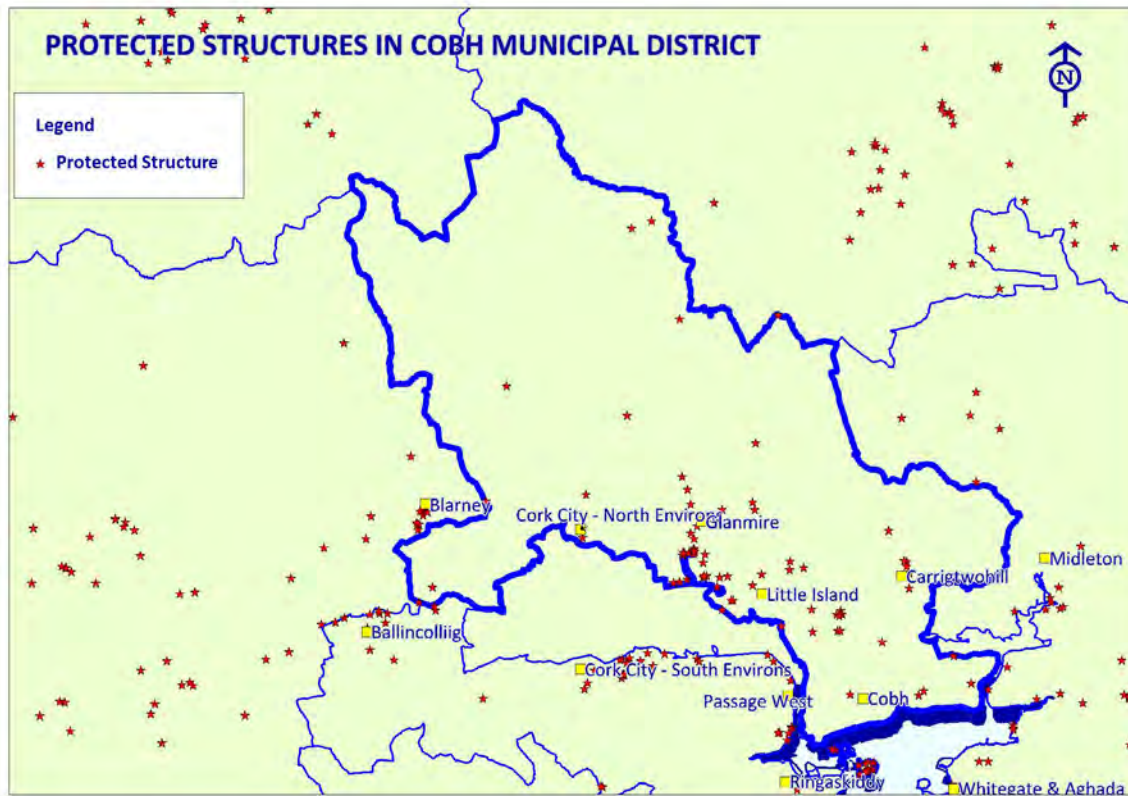 PROTECTED STRUCTURES IN COBH MUNICIPAL DISTRICT
N
Legend
Protected Structure
Blarney
Cork City - North Environs
Glanmire
Midleton
Carrigtwohill
Little Island
Ballincolliig
Cork City - South Environs
Passage West
Cobh
Ringaskiddy
Whitegate & Aghada